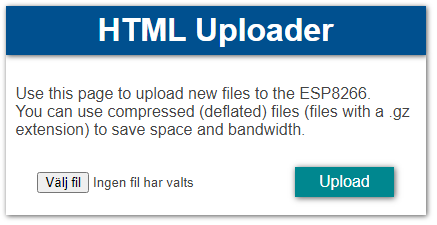 HTML Uploader
Use this page to upload new files to the ESP8266.
You can use compressed (deflated) files (files with a .gz
extension) to save space and bandwidth.
Välj fil Ingen fil har valts Upload